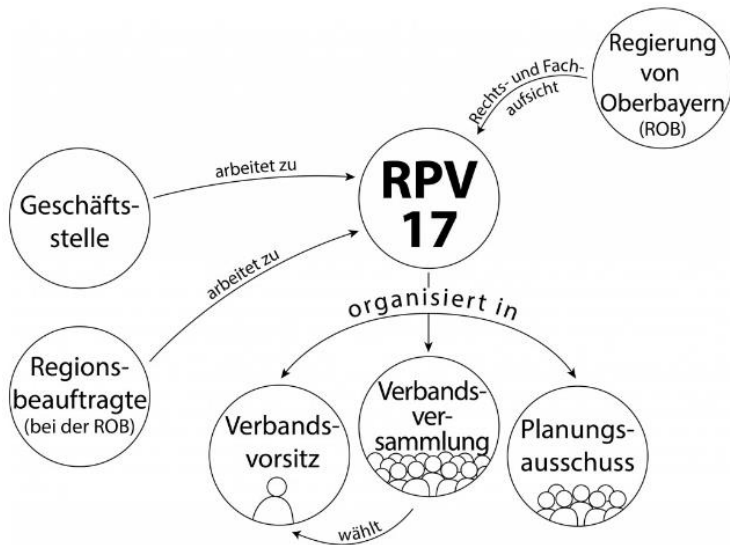 Regierung
von
Oberbayern
(ROB)
Rechts- und Fach-
aufsicht
RPV
17
arbeitet zu
Geschäfts-
stelle
arbeitet zu
Regions-
beauftragte
(bei der ROB)
organisiert in
Verbands-
vorsitz
Verbands-
ver-
sammlung
Planungs-
ausschuss
wählt